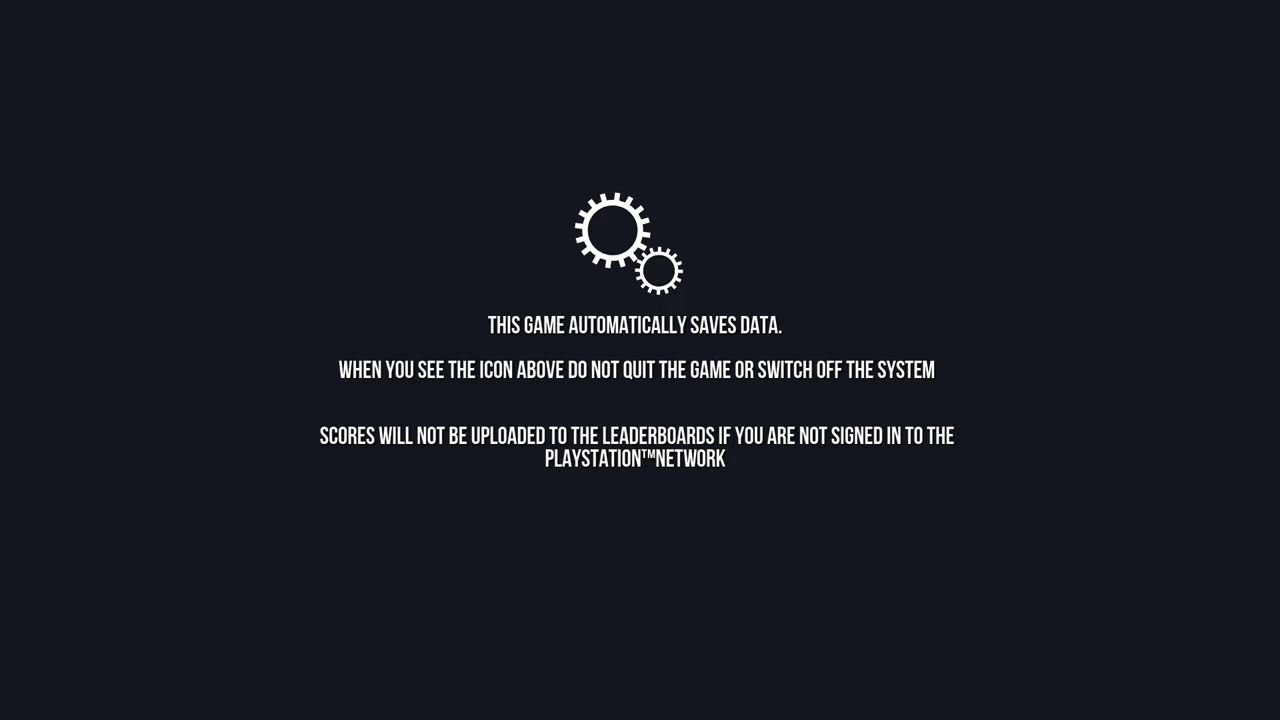 THIS GAME AUTOMATICALLY SAVES DATA.
WHEN YOU SEE THE ICON ABOVE DO NOT QUIT THE GAME OR SWITCH OFF THE SYSTEM
SCORES WILL NOT BE UPLOADED TO THE LEADERBOARDS IF YOU ARE NOT SIGNED IN TO THE
PLAYSTATION™NETWORK